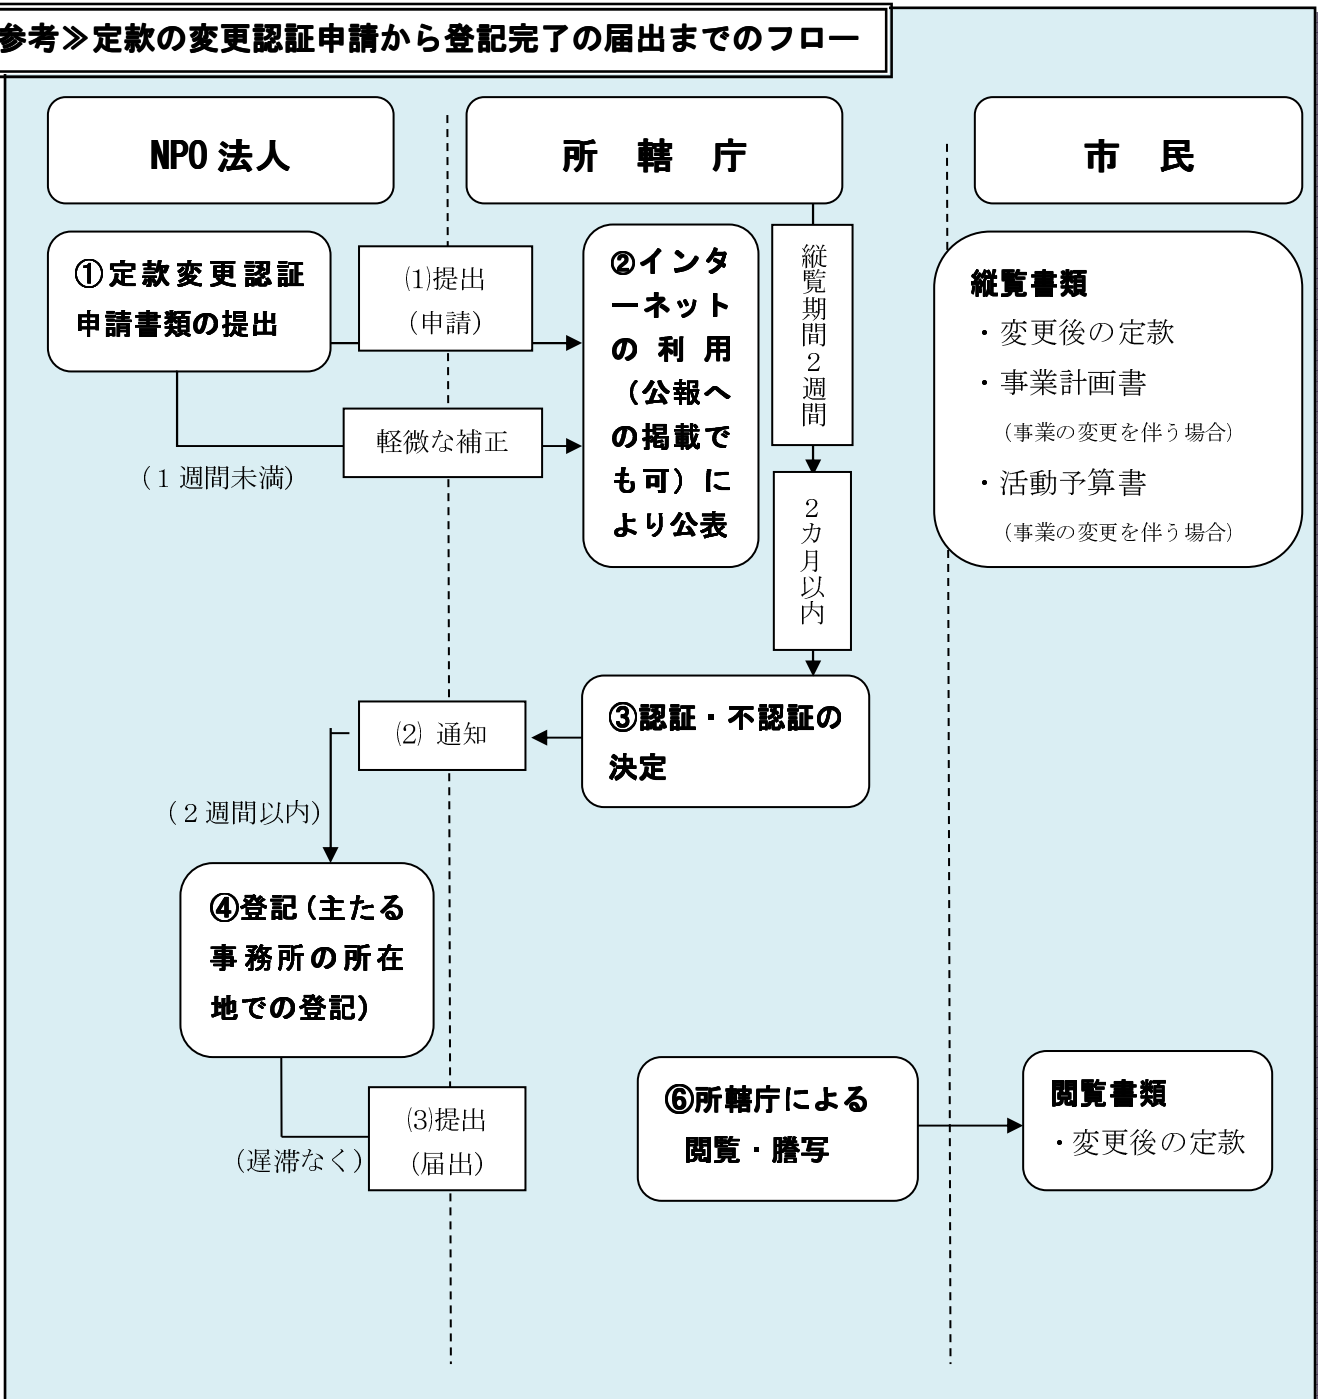 参考≫定款の変更認証申請から登記完了の届出までのフロー
NPO法人
所 轄 庁
市 民
①定款変更認証
申請書類の提出
⑴提出
（申請）
軽微な補正
（１週間未満）
②インタ
ーネット
の利用
（公報へ
の掲載で
も可）に
より公表
縦覧期間２週間
２カ月以内
縦覧書類
・変更後の定款
・事業計画書
（事業の変更を伴う場合）
・活動予算書
（事業の変更を伴う場合）
③認証・不認証の
決定
⑵ 通知
（２週間以内）
④登記（主たる
事務所の所在
地での登記）
⑶提出
（届出）
（遅滞なく）
⑥所轄庁による
閲覧・謄写
閲覧書類
・変更後の定款